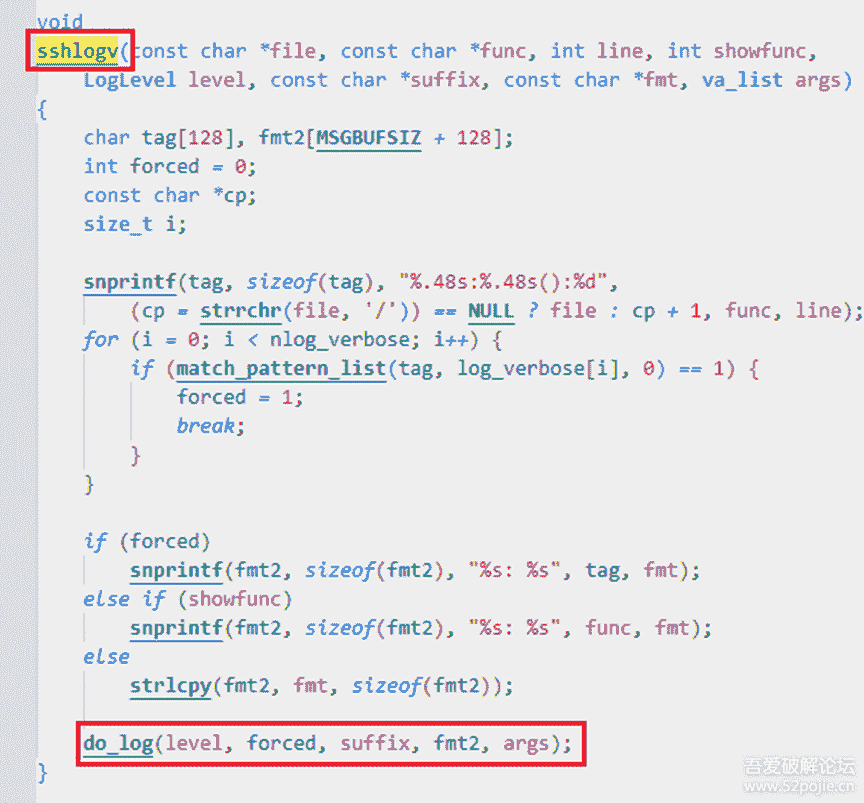 void
sshlogv(const char *file, const char *func, int line, int showfunc,
    LogLevel level, const char *suffix, const char *fmt, va_list args)
{
    char tag[128], fmt2[MSGBUFSIZ + 128];
    int forced = 0;
    const char *cp;
    size_t i;

    snprintf(tag, sizeof(tag), "%.48s:%.48s():%d",
        (cp = strrchr(file, '/')) == NULL ? file : cp + 1, func, line);
    for (i = 0; i < nlog_verbose; i++) {
        if (match_pattern_list(tag, log_verbose[i], 0) == 1) {
            forced = 1;
            break;
        }
    }

    if (forced)
        snprintf(fmt2, sizeof(fmt2), "%s: %s", tag, fmt);
    else if (showfunc)
        snprintf(fmt2, sizeof(fmt2), "%s: %s", func, fmt);
    else
        strlcpy(fmt2, fmt, sizeof(fmt2));

    do_log(level, forced, suffix, fmt2, args);
}
吾爱破解论坛
www.52pojie.cn